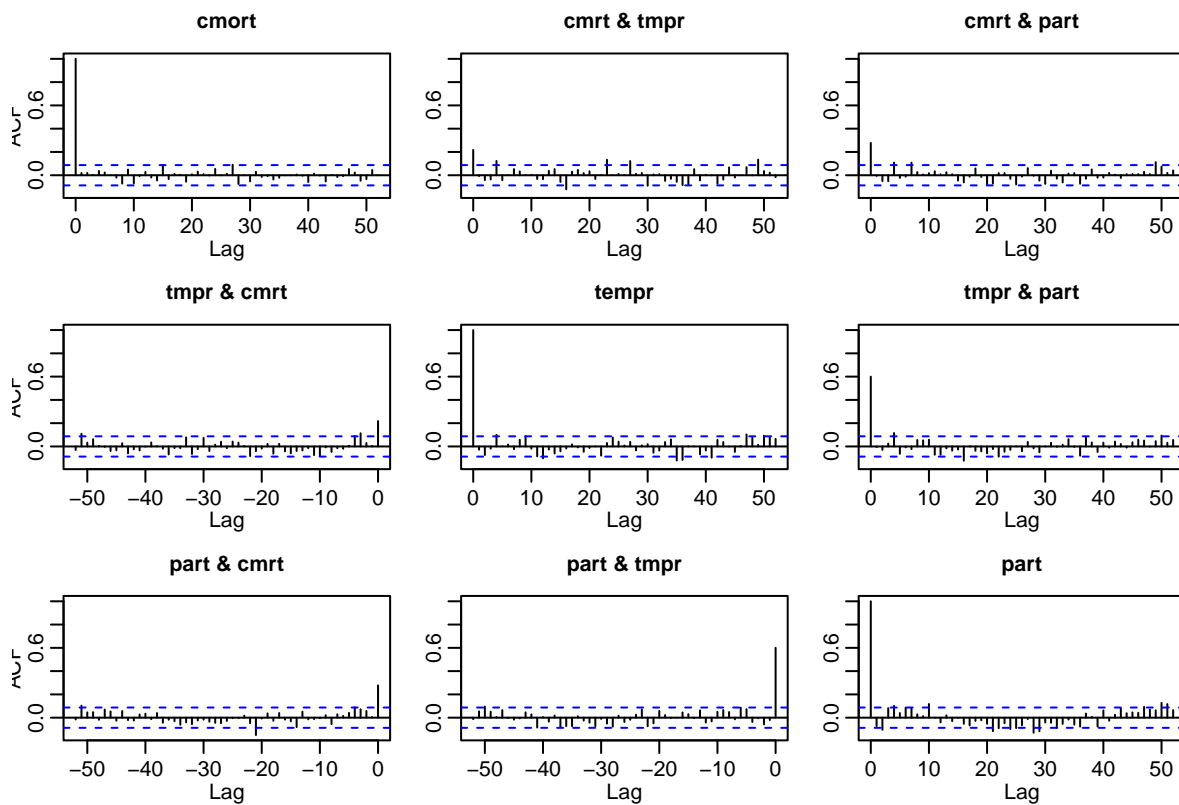 cmort cmrt & tmpr cmrt & part
ACF
0.0 0.6 0.0 0.6 0.0 0.6
0 10 20 30 40 50 0 10 20 30 40 50 0 10 20 30 40 50
Lag Lag Lag
tmpr & cmrt tempr tmpr & part
ACF
0.0 0.6 0.0 0.6 0.0 0.6
−50 −40 −30 −20 −10 0 0 10 20 30 40 50 0 10 20 30 40 50
Lag Lag Lag
part & cmrt part & tmpr part
ACF
0.0 0.6 0.0 0.6 0.0 0.6
−50 −40 −30 −20 −10 0 −50 −40 −30 −20 −10 0 0 10 20 30 40 50
Lag Lag Lag